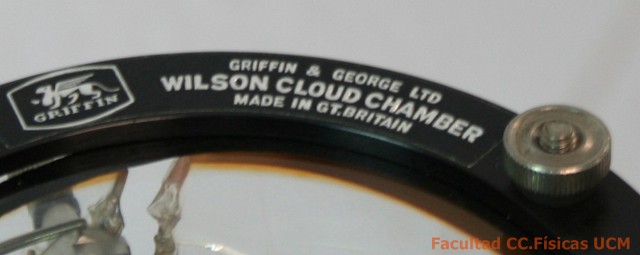 GRIFFIN
GRIFFIN & GEORGE LTD
WILSON CLOUD CHAMBER
MADE IN GT.BRITAIN
Facultad CC.Físicas UCM